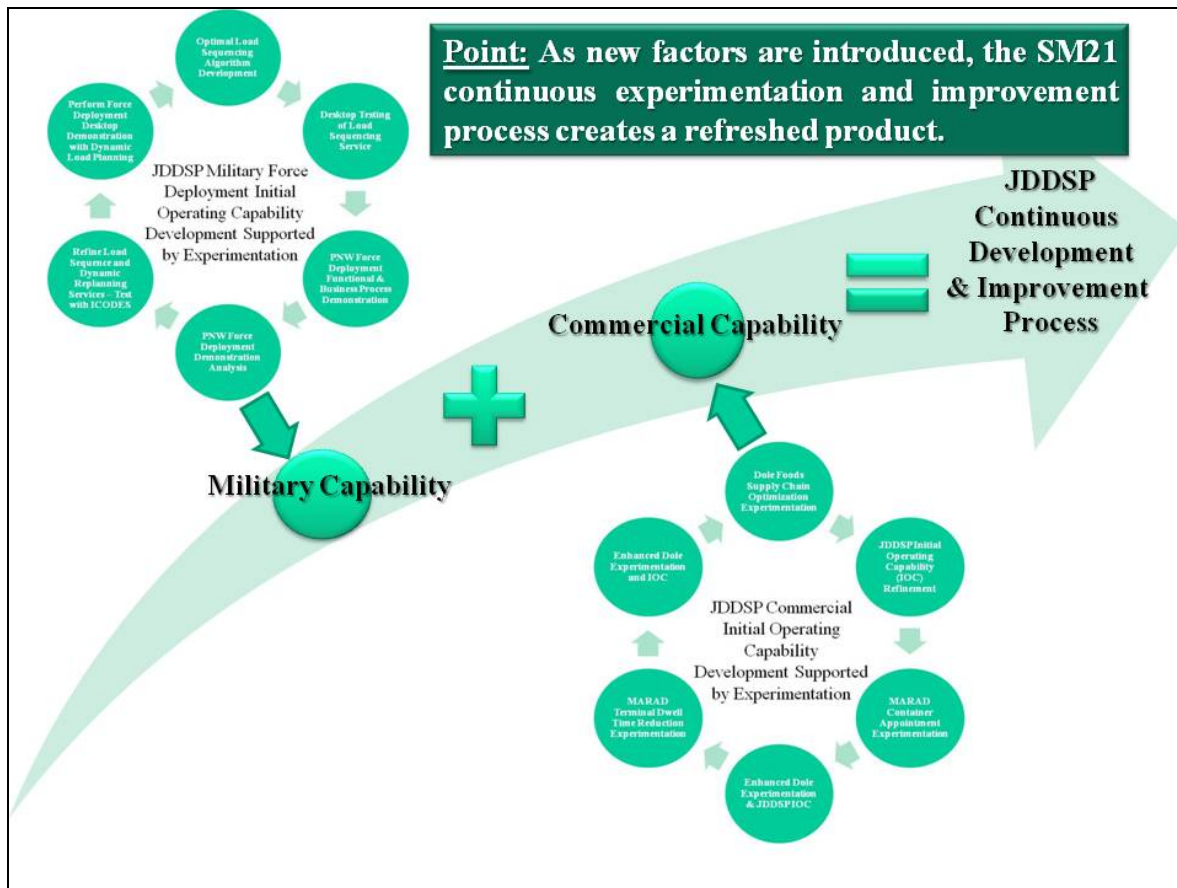 Point: As new factors are introduced, the SM21
continuous experimentation and improvement
process creates a refreshed product.
Optimal Load
Sequencing
Algorithm
Development
Desktop Testing
of Load
Sequencing
Service
PNW Force
Deployment
Functional &
Business Process
Demonstration
PNW Force
Deployment
Demonstration
Analysis
Refine Load
Sequence and
Dynamic
Replanning
Services – Test
with ICODES
Perform Force
Deployment
Desktop
Demonstration
with Dynamic
Load Planning
JDDSP Military Force
Deployment Initial
Operating Capability
Development Supported
by Experimentation
Military Capability
Commercial Capability
JDDSP
Continuous
Development
& Improvement
Process
Dole Foods
Supply Chain
Optimization
Experimentation
JDDSP Initial
Operating
Capability
(IOC)
Refinement
MARAD
Container
Appointment
Experimentation
Enhanced Dole
Experimentation
& JDDSP IOC
MARAD
Terminal Dwell
Time Reduction
Experimentation
Enhanced Dole
Experimentation
and IOC
JDDSP Commercial
Initial Operating
Capability
Development Supported
by Experimentation